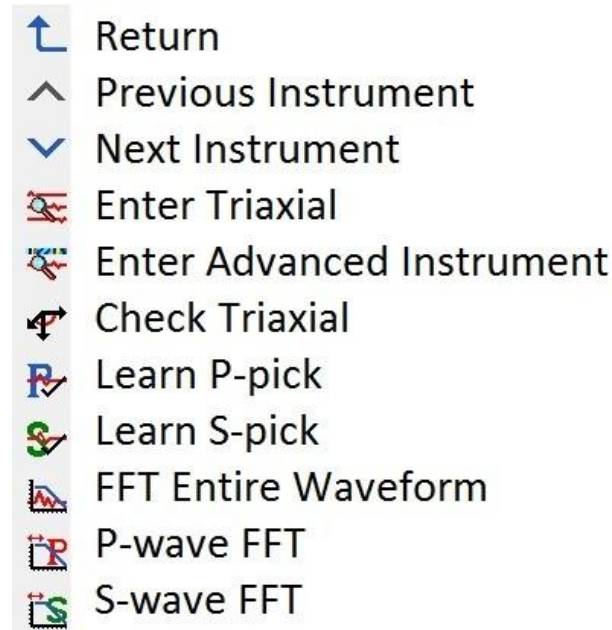 Return
Previous Instrument
Next Instrument
Enter Triaxial
Enter Advanced Instrument
Check Triaxial
Learn P-pick
Learn S-pick
FFT Entire Waveform
P-wave FFT
S-wave FFT